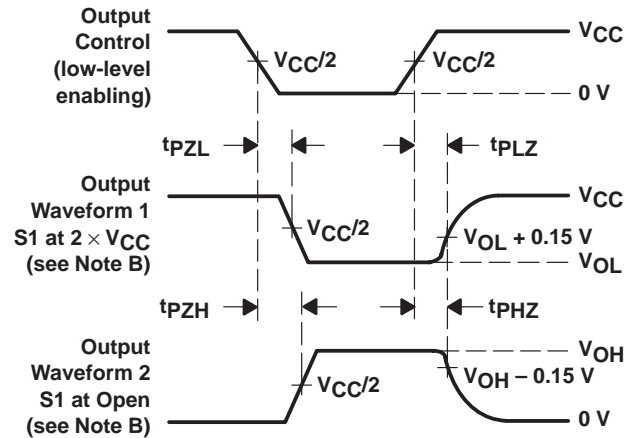 Output
Control
(low-level
enabling)
VCC/2
VCC/2
VCC
0 V
tPZL
tPLZ
Output
Waveform 1
S1 at 2 × VCC
(see Note B)
VCC/2
VCC
VOL + 0.15 V
VOL
tPZH
tPHZ
Output
Waveform 2
S1 at Open
(see Note B)
VCC/2
VOH
VOH – 0.15 V
0 V